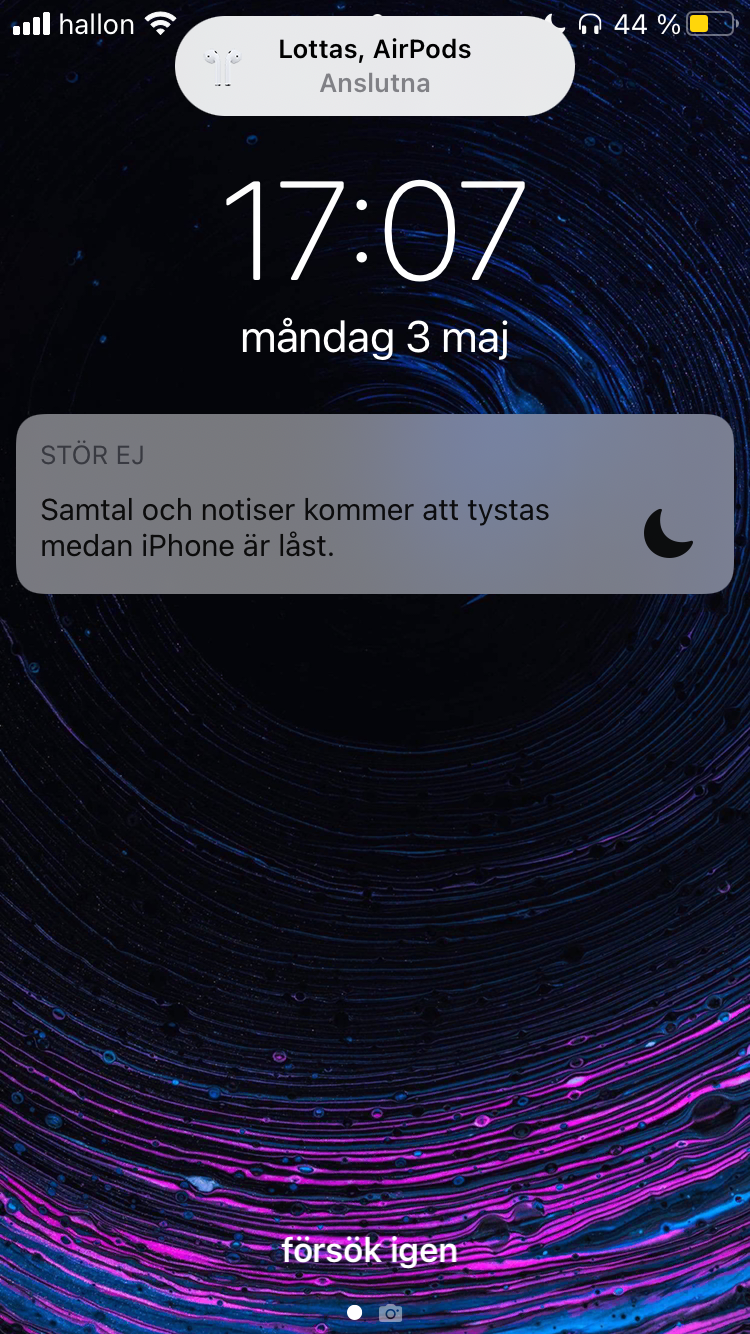 hallon 44 %
Lottas, AirPods
Anslutna
17:07
måndag 3 maj
STÖR EJ
Samtal och notiser kommer att tystas
medan iPhone är låst.
försök igen